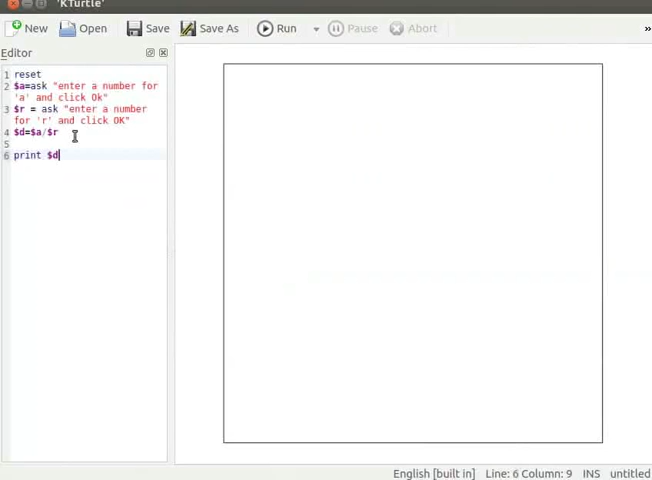 'KTurtle'
New Open Save Save As Run Pause Abort »
Editor
1 reset
2 $a=ask "enter a number for
'a' and click Ok"
3 $r = ask "enter a number
for 'r' and click OK"
4 $d=$a/$r
5
6 print $d
English [built in] Line: 6 Column: 9 INS untitled